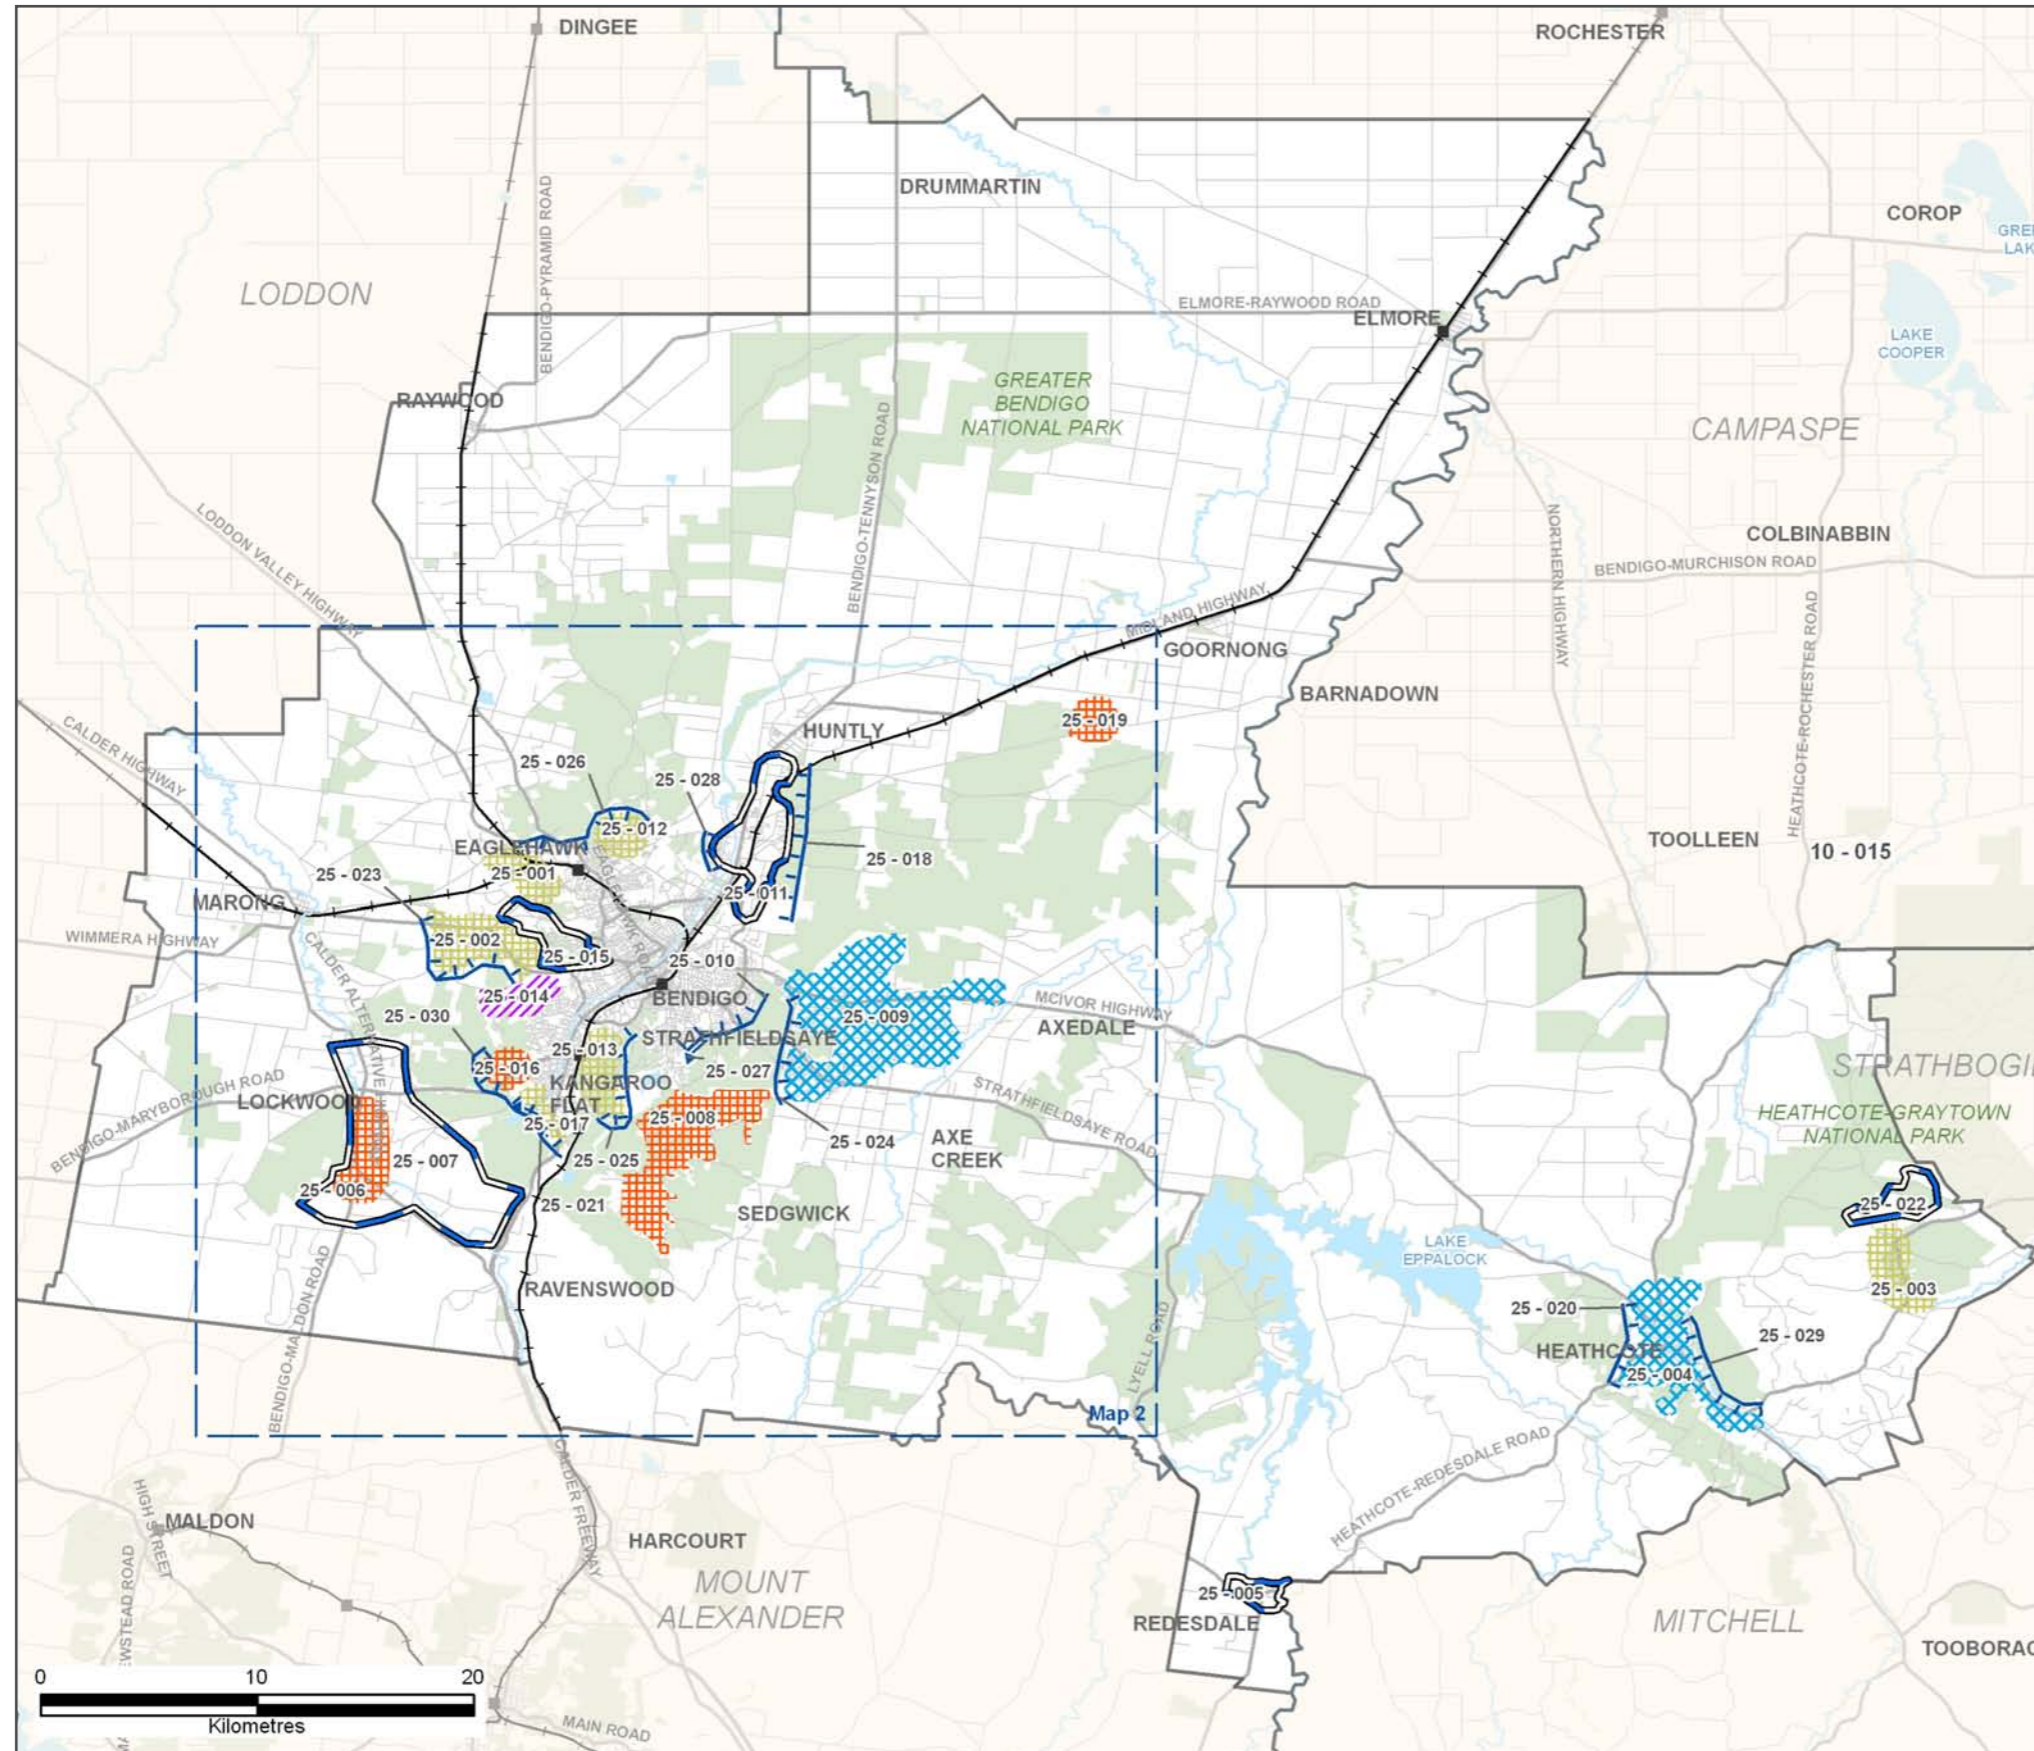 DINGEE
ROCHESTER
DRUMMARTIN
COROP
LODDON
BENDIGO-PYRAMID ROAD
ELMORE-RAYWOOD ROAD
ELMORE
LAKE
COOPER
GREATER
BENDIGO
NATIONAL PARK
RAYWOOD
CAMPASPE
BENDIGO-TENNYSON ROAD
LODDON VALLEY HIGHWAY
NORTHERN HIGHWAY
COLBINABBIN
BENDIGO-MURCHISON ROAD
HEATHCOTE-ROCHESTER ROAD
MIDLAND HIGHWAY
GOORNONG
BARNADOWN
CALDER HIGHWAY
25 - 019
HUNTLY
25 - 026
25 - 028
25 - 012
EAGLEHAWK
25 - 001
EAGLEHAWK ROAD
25 - 018
TOOLLEEN
10 - 015
25 - 023
25 - 011
MARONG
WIMMERA HIGHWAY
25 - 002
25 - 015
25 - 010
CALDER ALTERNATIVE HIGHWAY
25 - 014
BENDIGO
MCIVOR HIGHWAY
25 - 030
25 - 009
AXEDALE
STRATHFIELDSAYE
25 - 013
25 - 016
25 - 027
KANGAROO
FLAT
BENDIGO-MARYBOROUGH ROAD
LOCKWOOD
25 - 017
25 - 008
STRATHFIELDSAYE ROAD
HEATHCOTE-GRAYTOWN
NATIONAL PARK
25 - 024
AXE
CREEK
25 - 007
25 - 025
25 - 006
25 - 021
SEDGWICK
25 - 022
LAKE
EPPALOCK
25 - 003
RAVENSWOOD
BENDIGO-MALDON ROAD
25 - 020
25 - 029
HEATHCOTE
25 - 004
LYELL ROAD
Map 2
CALDER FREEWAY
HEATHCOTE-REDESDALE ROAD
HIGH STREET
MALDON
HARCOURT
MOUNT
ALEXANDER
25 - 005
REDESDALE
MITCHELL
0 10 20
Kilometres
MAIN ROAD